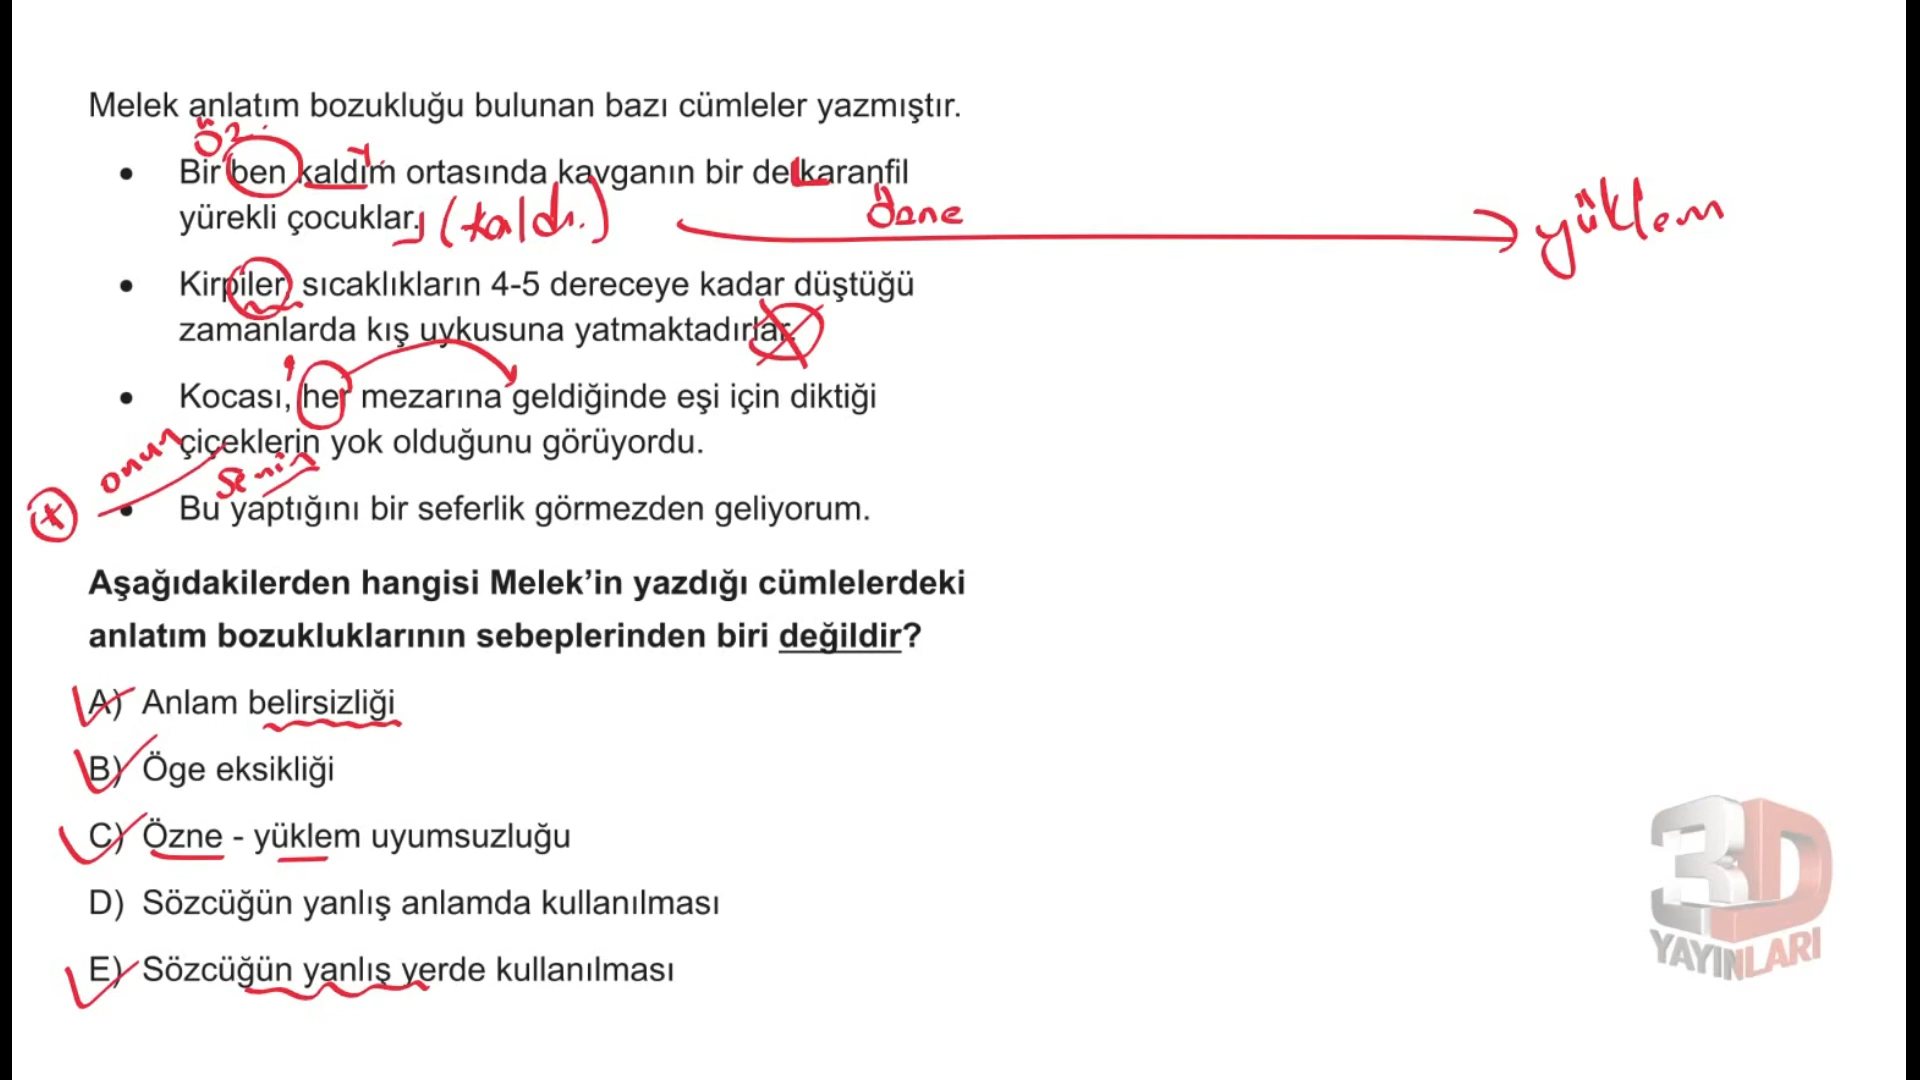 Melek anlatım bozukluğu bulunan bazı cümleler yazmıştır.
Öz.
Y.
• Bir ben kaldım ortasında kavganın bir de karanfil
yürekli çocuklar. (kaldı.)
özne
yüklem
• Kirpiler, sıcaklıkların 4-5 dereceye kadar düştüğü
zamanlarda kış uykusuna yatmaktadırlar.
• Kocası, her mezarına geldiğinde eşi için diktiği
çiçeklerin yok olduğunu görüyordu.
onun
senin
• Bu yaptığını bir seferlik görmezden geliyorum.
Aşağıdakilerden hangisi Melek’in yazdığı cümlelerdeki
anlatım bozukluklarının sebeplerinden biri değildir?
A) Anlam belirsizliği
B) Öge eksikliği
C) Özne - yüklem uyumsuzluğu
D) Sözcüğün yanlış anlamda kullanılması
E) Sözcüğün yanlış yerde kullanılması
3D
YAYINLARI